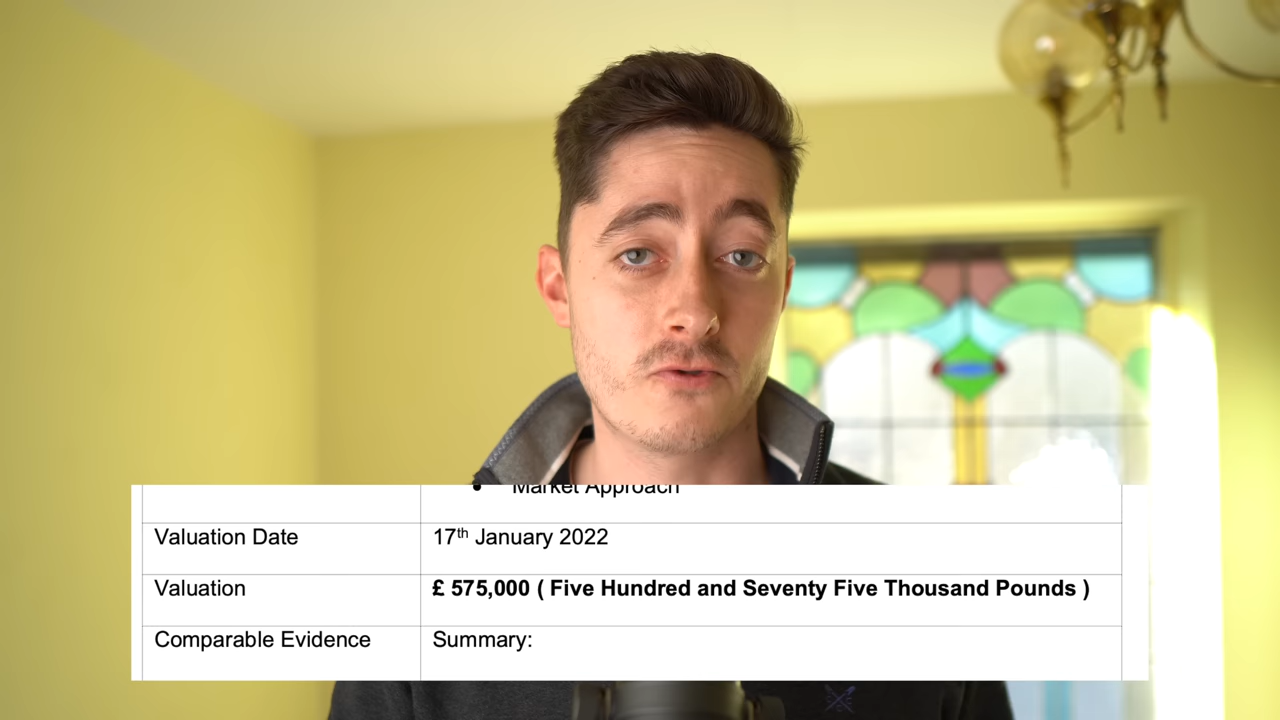 • Market Approach
Valuation Date 17th January 2022
Valuation £ 575,000 ( Five Hundred and Seventy Five Thousand Pounds )
Comparable Evidence Summary: